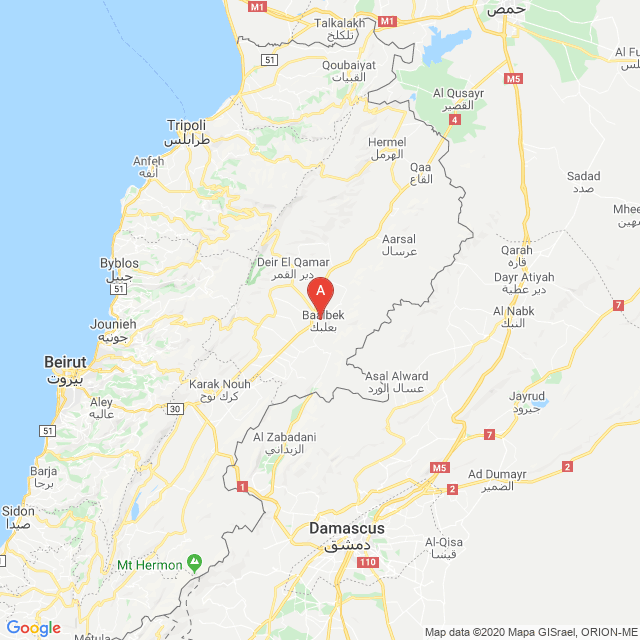 M1
حمص
Talkalakh
تلكلخ
M1
51
Qoubaiyat
القبيات
M5
Al Qusayr
القصير
4
Tripoli
طرابلس
Hermel
الهرمل
Anfeh
أنفه
Qaa
القاع
Sadad
صدد
Aarsal
عرسال
Qarah
قاره
Byblos
جبيل
51
Deir El Qamar
دير القمر
Dayr Atiyah
دير عطية
A
Baalbek
بعلبك
Al Nabk
النبك
Jounieh
جونيه
Beirut
بيروت
Karak Nouh
كرك نوح
Asal Alward
عسال الورد
Jayrud
جيرود
Aley
عاليه
30
51
Al Zabadani
الزبداني
7
7
Barja
برجا
M5
2
Ad Dumayr
الضمير
1
2
Sidon
صيدا
Damascus
دمشق
Al-Qisa
قيسا
110
Mt Hermon
Google
Metula
Map data ©2020 Mapa GISrael, ORION-ME